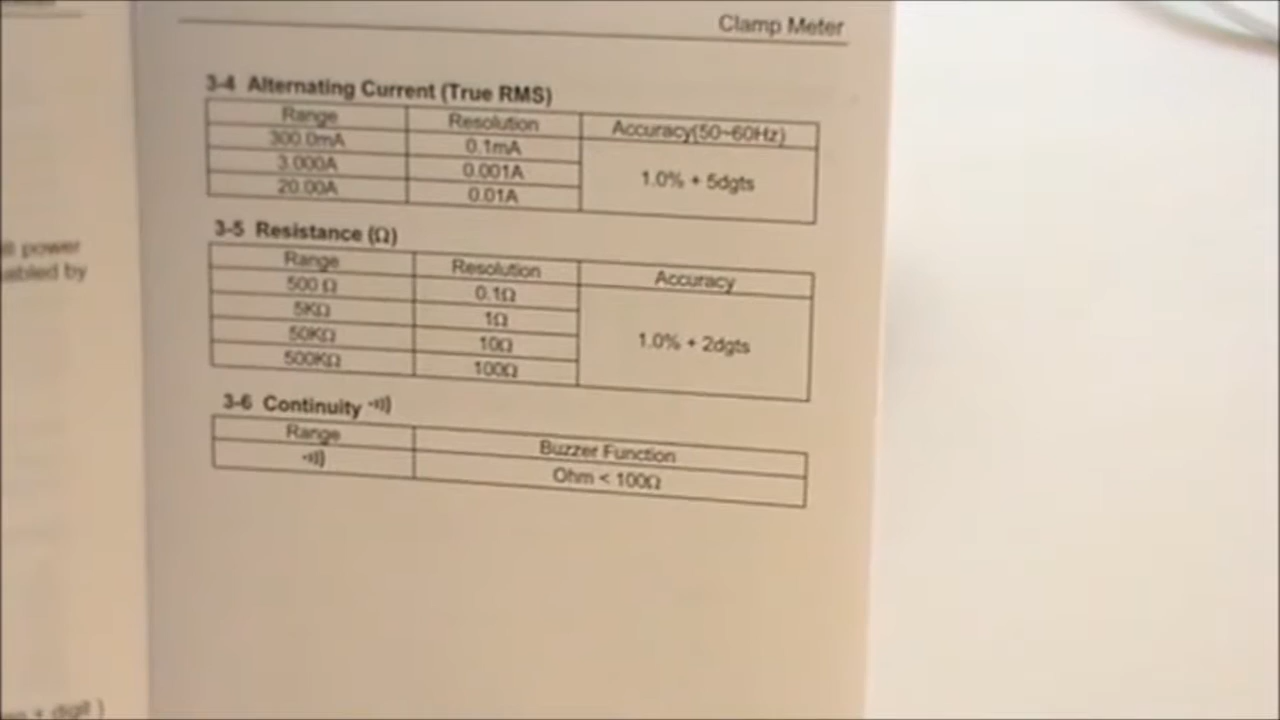 Clamp Meter
3-4 Alternating Current (True RMS)
Range Resolution Accuracy(50~60Hz)
300.0mA 0.1mA 1.0% + 5dgts
3.000A 0.001A
20.00A 0.01A
3-5 Resistance (Ω)
Range Resolution Accuracy
500 Ω 0.1Ω 1.0% + 2dgts
5KΩ 1Ω
50KΩ 10Ω
500KΩ 100Ω
3-6 Continuity
Range Buzzer Function
Ohm < 100Ω
power
by
+ digit )